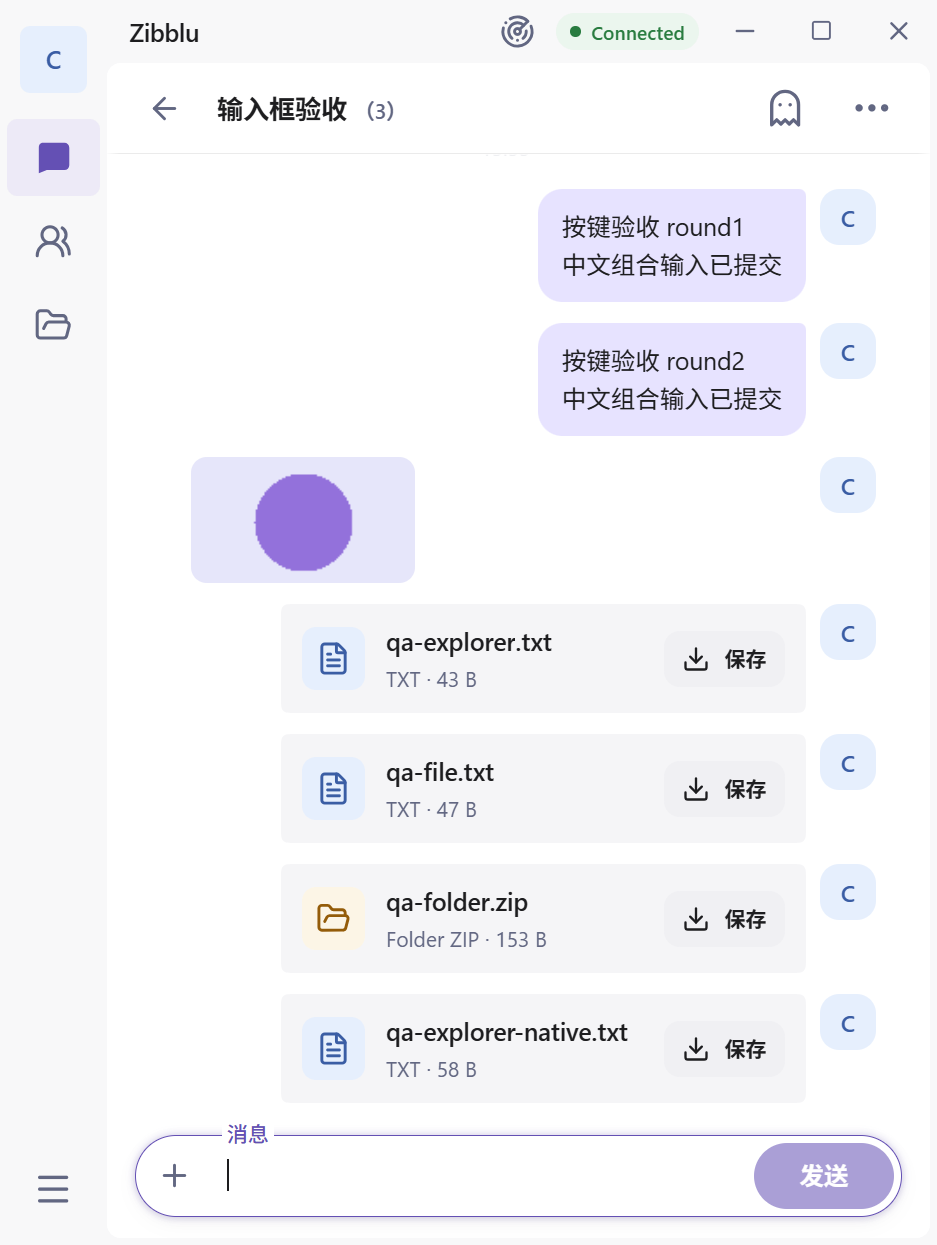 C
Zibblu
Connected
输入框验收 (3)
按键验收 round1
中文组合输入已提交
C
按键验收 round2
中文组合输入已提交
C
C
qa-explorer.txt
TXT · 43 B
保存
C
qa-file.txt
TXT · 47 B
保存
C
qa-folder.zip
Folder ZIP · 153 B
保存
C
qa-explorer-native.txt
TXT · 58 B
保存
C
消息
发送